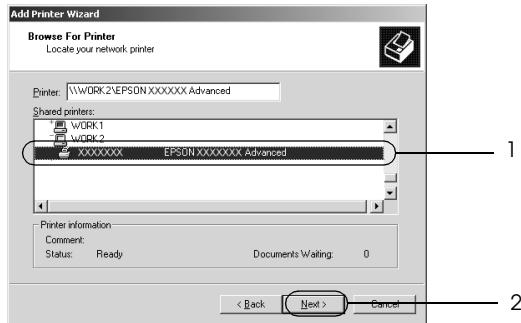 Add Printer Wizard
Browse For Printer
Locate your network printer
Printer: \\WORK2\EPSON XXXXXX Advanced
Shared printers:
WORK1
WORK2
XXXXXXX EPSON XXXXXXX Advanced
1
Printer information
Comment:
Status: Ready Documents Waiting: 0
< Back Next > Cancel
2